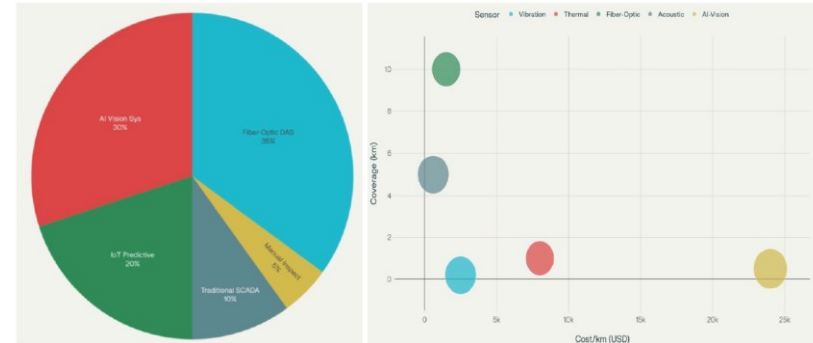 AI Vision Sys
30%
Fiber Optic DAS
35%
IoT Predictive
20%
Manual Inspect
5%
Traditional SCADA
10%
Sensor Vibration Thermal Fiber-Optic Acoustic AI-Vision
Coverage (km)
10
8
6
4
2
0
0 5k 10k 15k 20k 25k
Cost/km (USD)